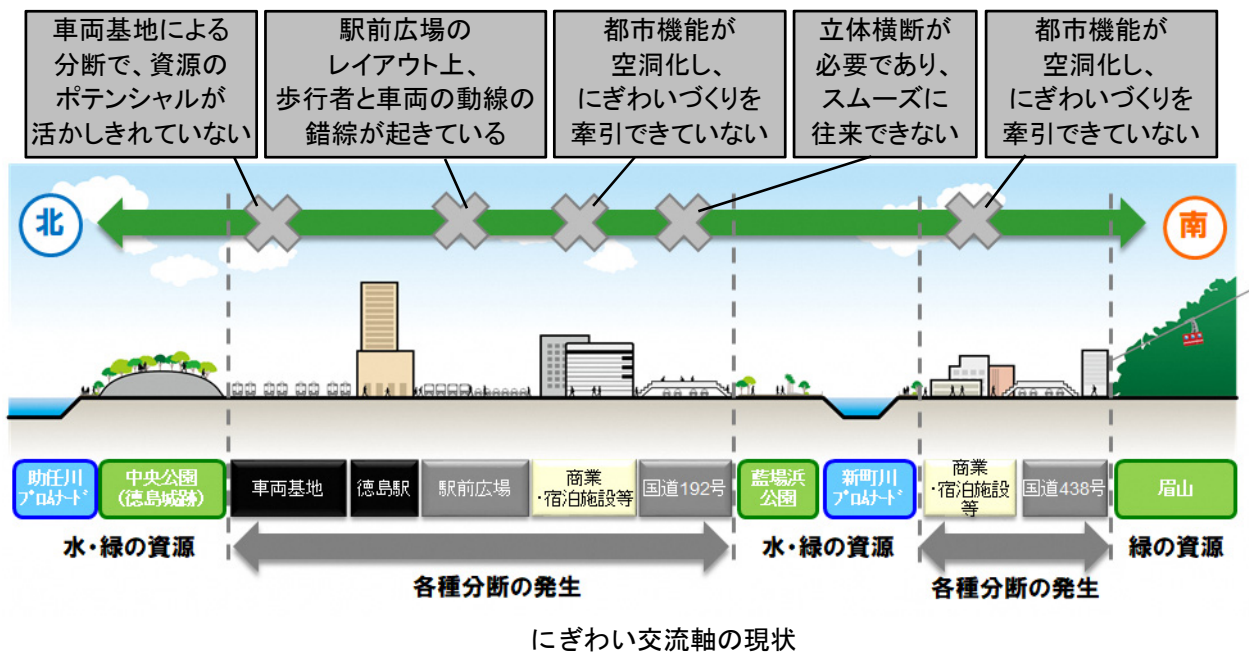 車両基地による
分断で、資源の
ポテンシャルが
活かしきれていない
駅前広場の
レイアウト上、
歩行者と車両の動線の
錯綜が起きている
都市機能が
空洞化し、
にぎわいづくりを
牽引できていない
立体横断が
必要であり、
スムーズに
往来できない
都市機能が
空洞化し、
にぎわいづくりを
牽引できていない
北
南
助任川
ﾌﾟﾛﾑﾅｰﾄﾞ
中央公園
(徳島城跡)
車両基地
徳島駅
駅前広場
商業
・宿泊施設等
国道192号
藍場浜
公園
新町川
ﾌﾟﾛﾑﾅｰﾄﾞ
商業
・宿泊施設
等
国道438号
眉山
水・緑の資源
各種分断の発生
水・緑の資源
各種分断の発生
緑の資源
にぎわい交流軸の現状